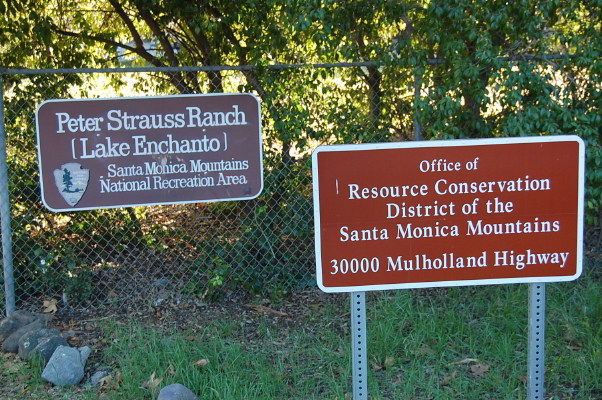 Peter Strauss Ranch
[Lake Enchanto]
Santa Monica Mountains
National Recreation Area
Office of
Resource Conservation
District of the
Santa Monica Mountains
30000 Mulholland Highway